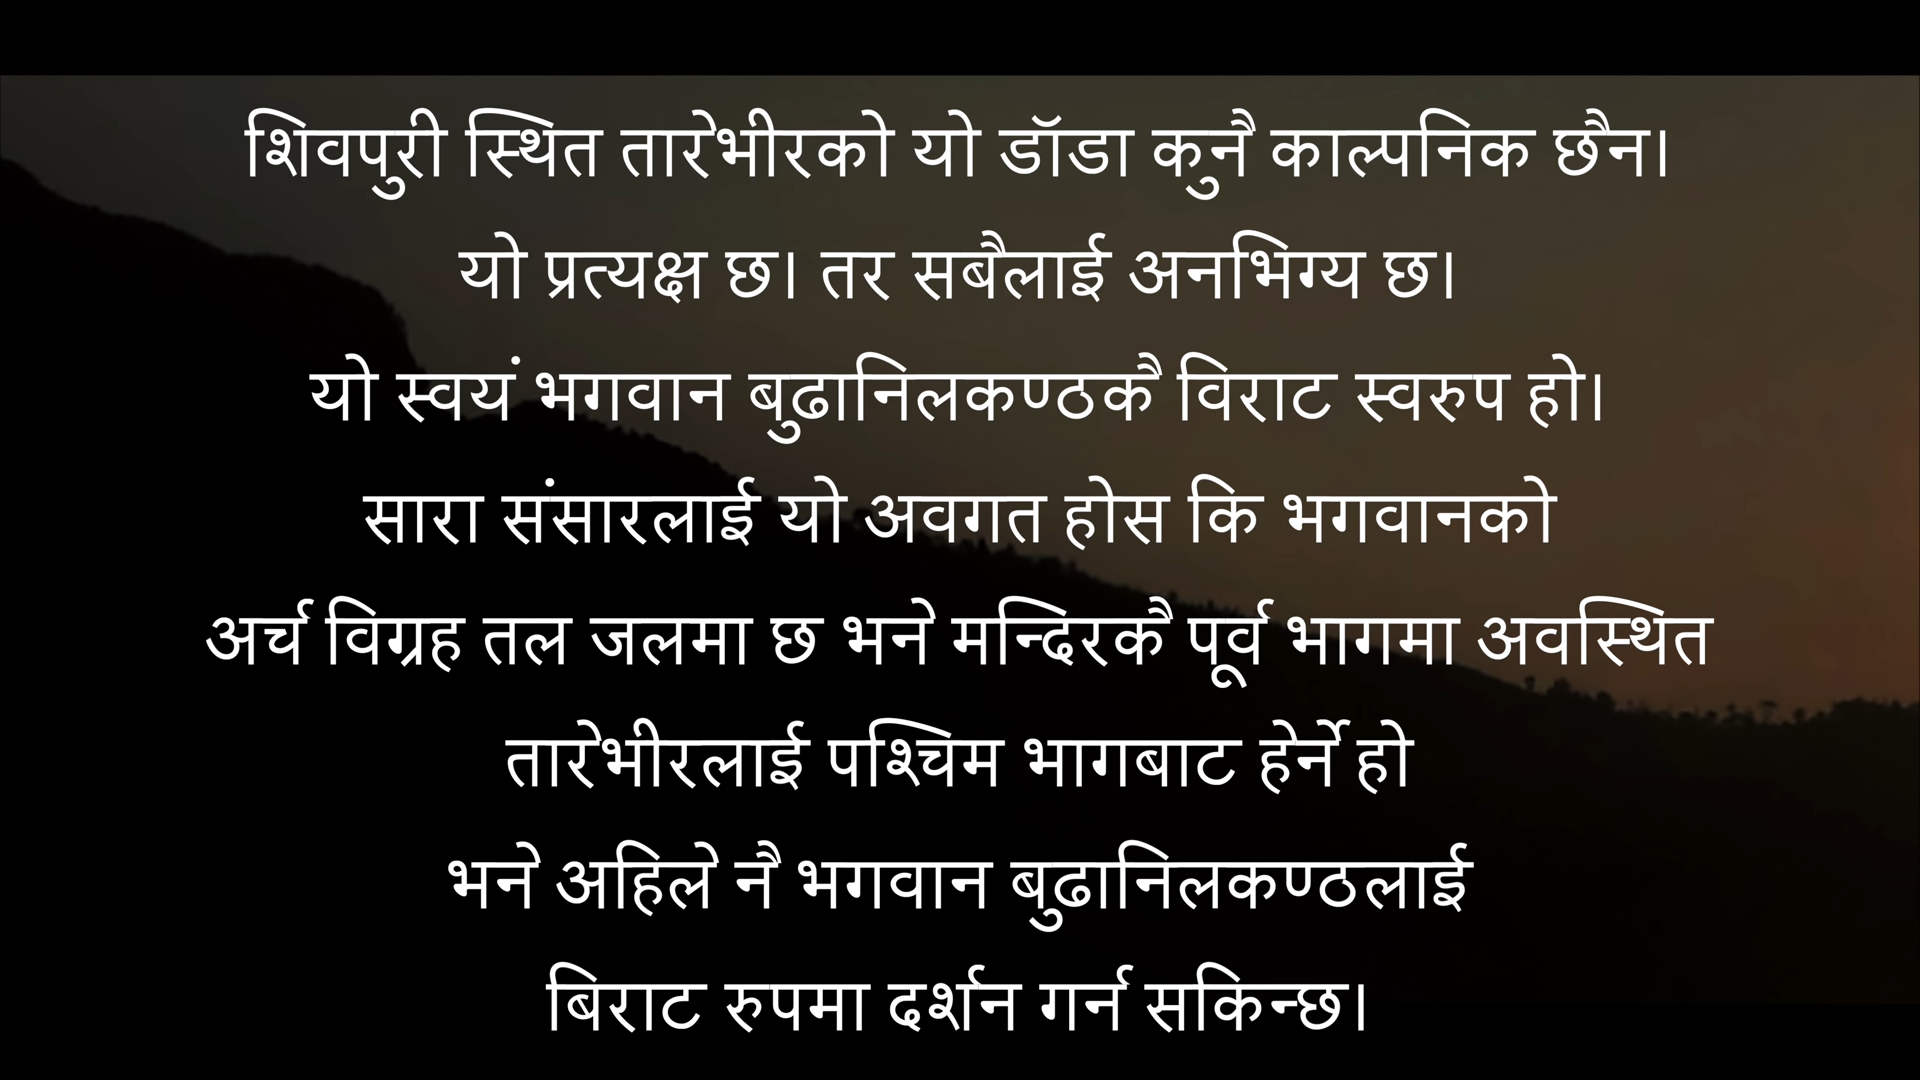 शिवपुरी स्थित तारेभीरको यो डॉडा कुनै काल्पनिक छैन।
यो प्रत्यक्ष छ। तर सबैलाई अनभिग्य छ।
यो स्वयं भगवान बुढानिलकण्ठकै विराट स्वरुप हो।
सारा संसारलाई यो अवगत होस कि भगवानको
अर्च विग्रह तल जलमा छ भने मन्दिरकै पूर्व भागमा अवस्थित
तारेभीरलाई पश्चिम भागबाट हेर्ने हो
भने अहिले नै भगवान बुढानिलकण्ठलाई
बिराट रुपमा दर्शन गर्न सकिन्छ।